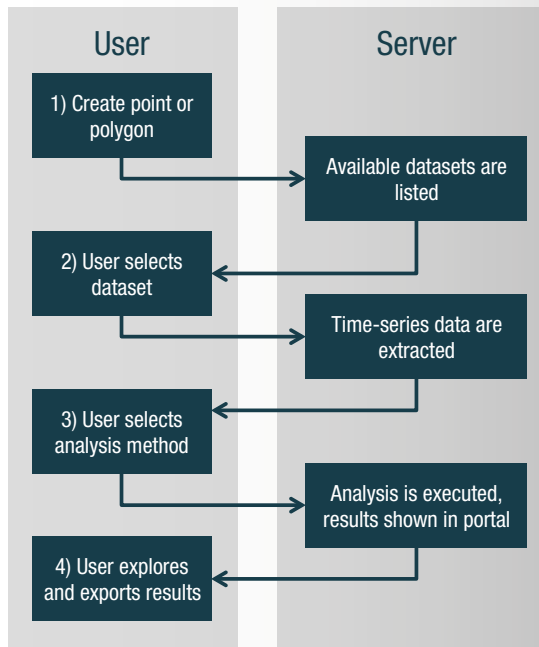 User
Server
1) Create point or
polygon
Available datasets are
listed
2) User selects
dataset
Time-series data are
extracted
3) User selects
analysis method
Analysis is executed,
results shown in portal
4) User explores
and exports results